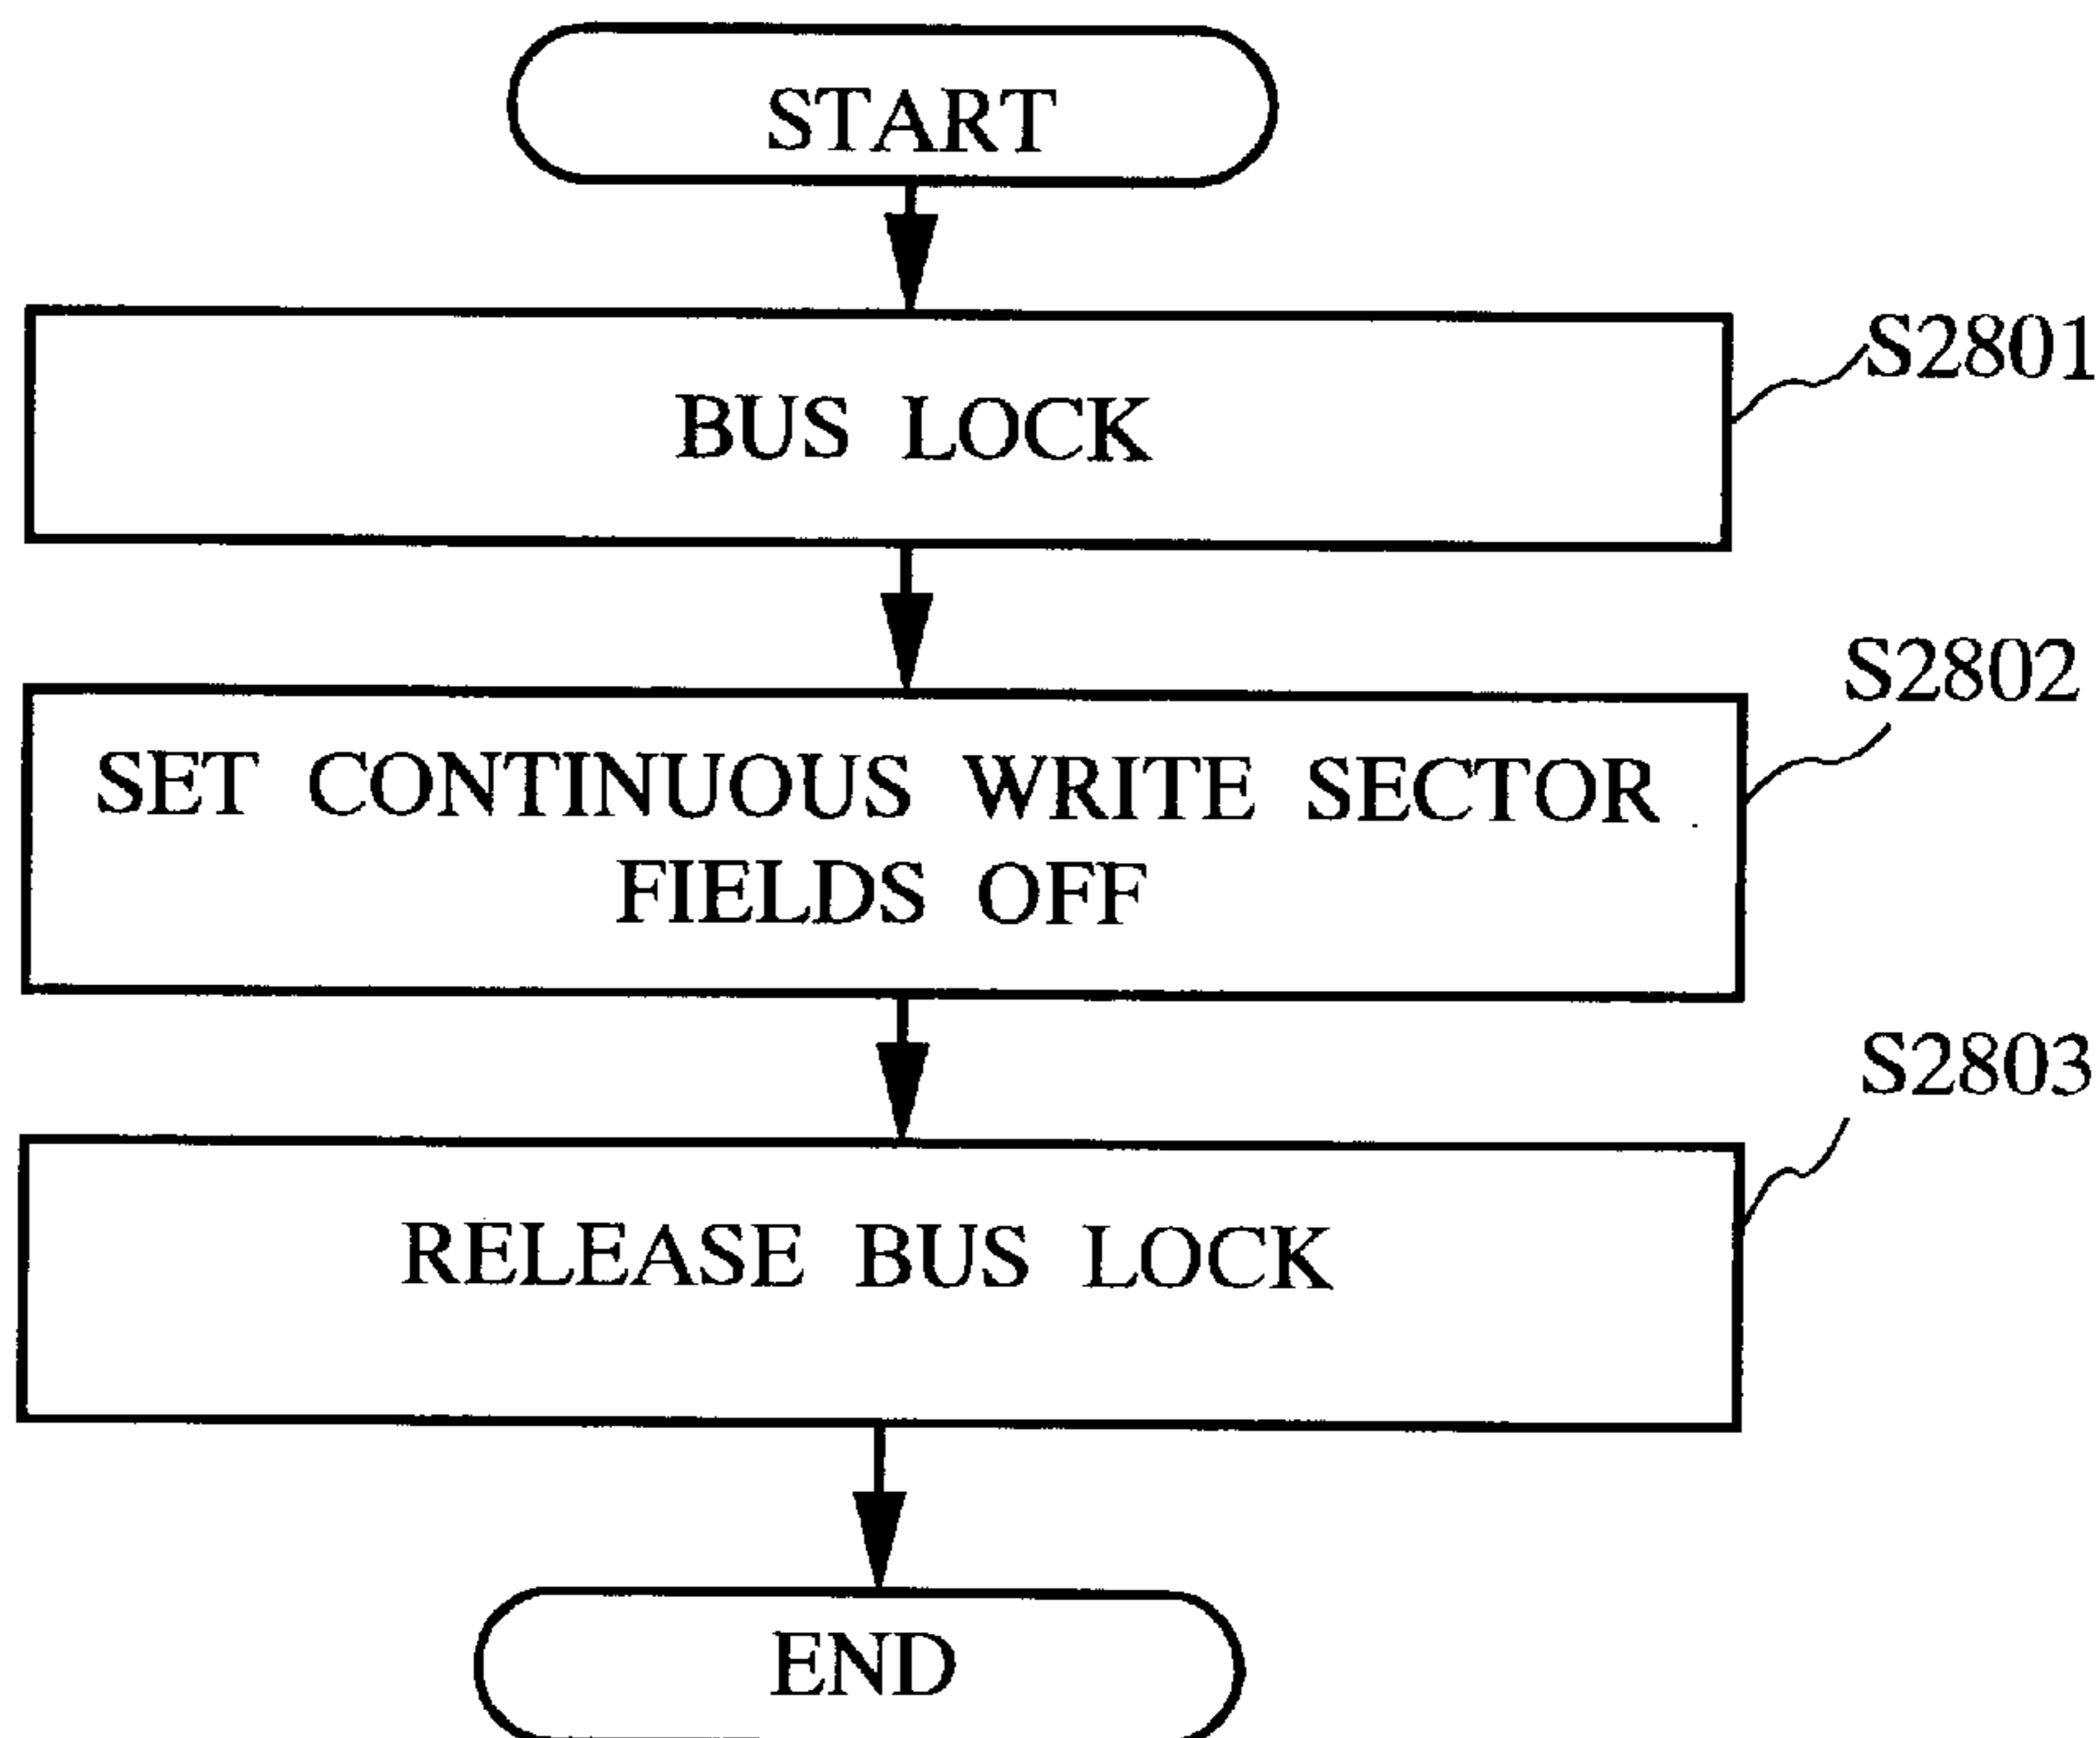 START
BUS LOCK
S2801
SET CONTINUOUS WRITE SECTOR
FIELDS OFF
S2802
RELEASE BUS LOCK
S2803
END